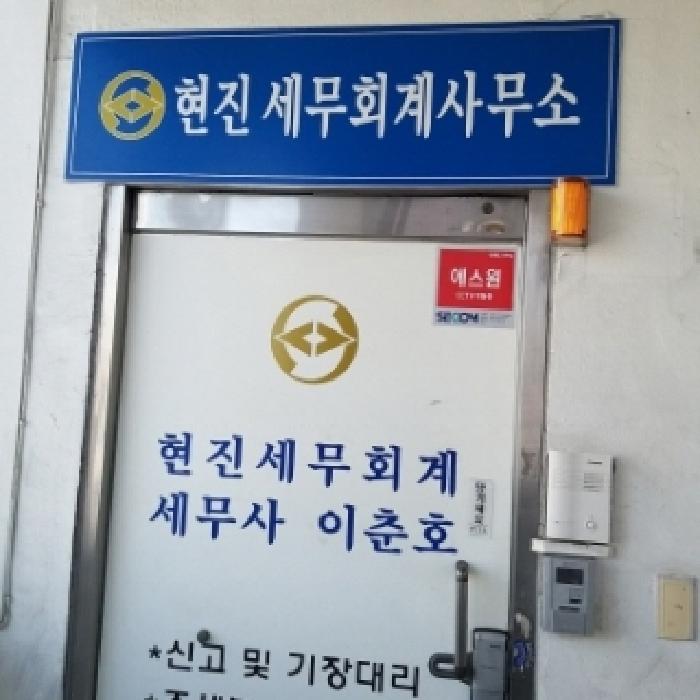 현진 세무회계사무소
에스원
SECOM
현진세무회계
세무사 이춘호
*신고 및 기장대리